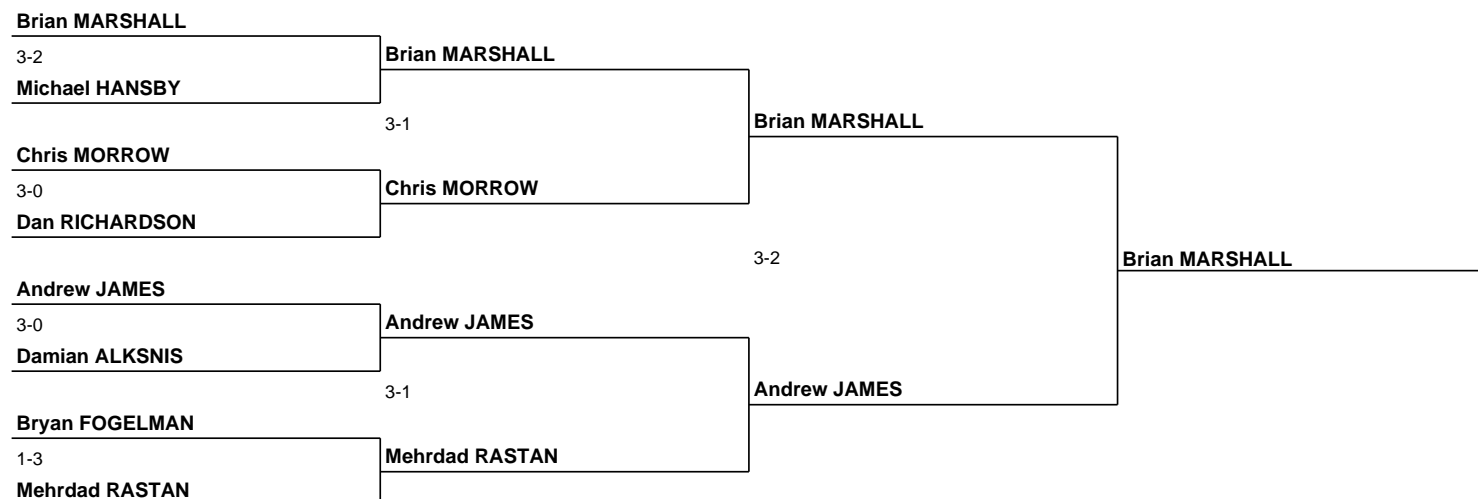 Brian MARSHALL
3-2
Michael HANSBY
Chris MORROW
3-0
Dan RICHARDSON
Andrew JAMES
3-0
Damian ALKSNIS
Bryan FOGELMAN
1-3
Mehrdad RASTAN
Brian MARSHALL
3-1
Chris MORROW
Andrew JAMES
3-1
Mehrdad RASTAN
Brian MARSHALL
3-2
Andrew JAMES
Brian MARSHALL